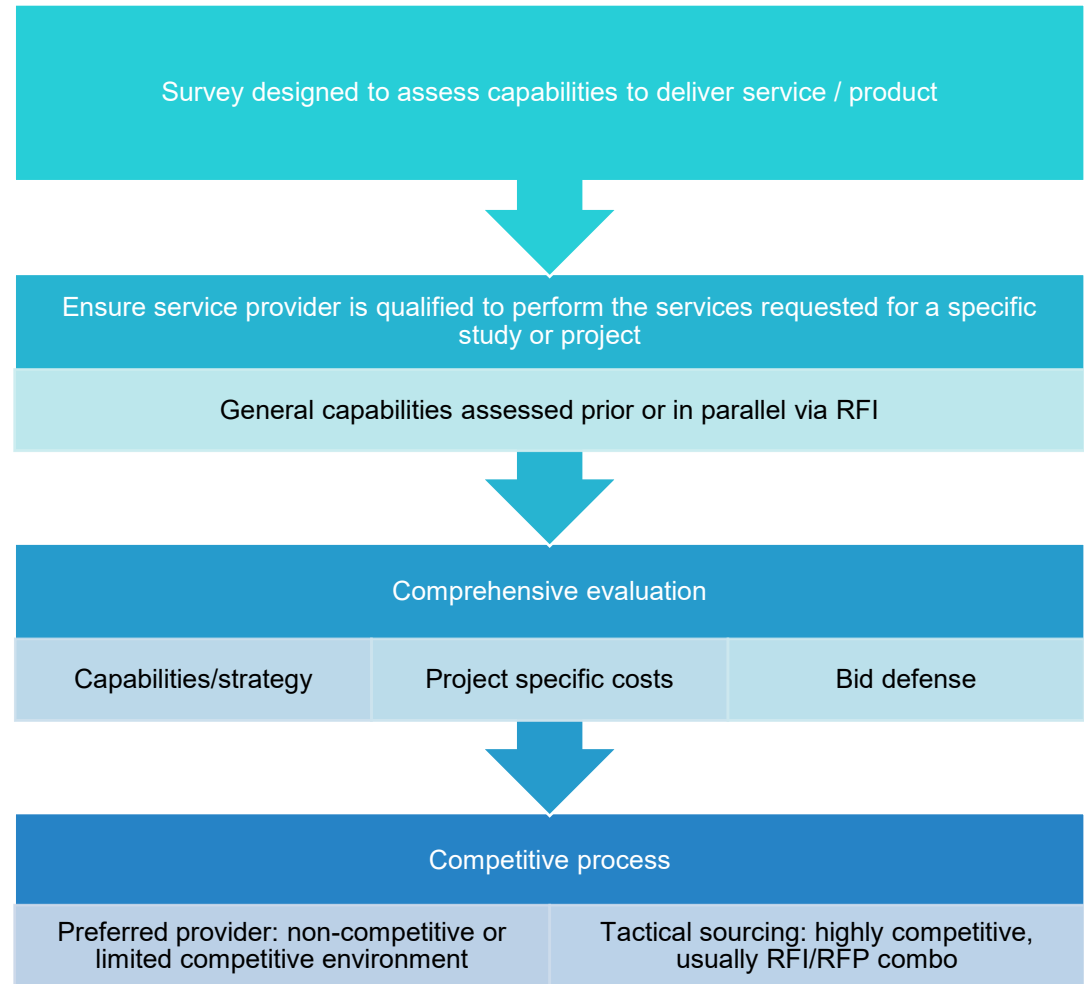 Survey designed to assess capabilities to deliver service / product
Ensure service provider is qualified to perform the services requested for a specific
study or project
General capabilities assessed prior or in parallel via RFI
Comprehensive evaluation
Capabilities/strategy
Project specific costs
Bid defense
Competitive process
Preferred provider: non-competitive or
limited competitive environment
Tactical sourcing: highly competitive,
usually RFI/RFP combo